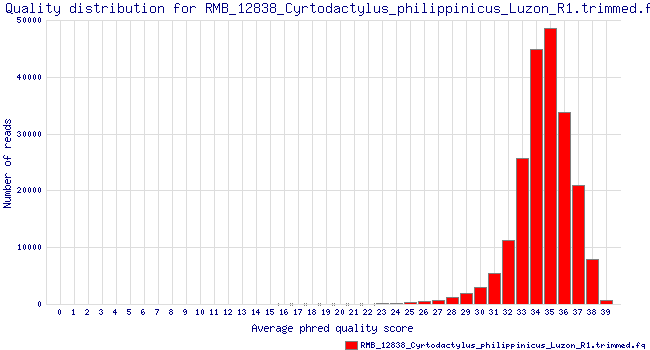 Quality distribution for RMB_12838_Cyrtodactylus_philippinicus_Luzon_R1.trimmed.f
50000
40000
30000
20000
10000
0
Number of reads
0 1 2 3 4 5 6 7 8 9 10 11 12 13 14 15 16 17 18 19 20 21 22 23 24 25 26 27 28 29 30 31 32 33 34 35 36 37 38 39
Average phred quality score
RMB_12838_Cyrtodactylus_philippinicus_Luzon_R1.trimmed.fq